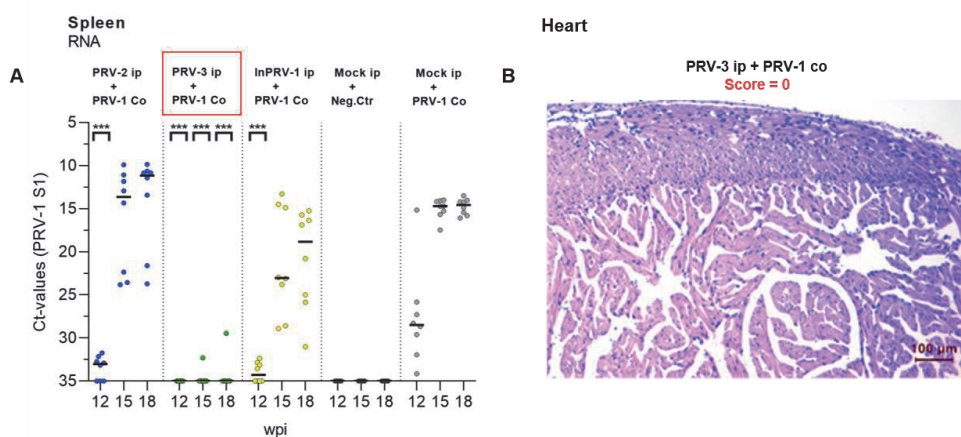 Spleen
RNA
Heart
A
PRV-2 ip
+
PRV-1 Co
PRV-3 ip
+
PRV-1 Co
InPRV-1 ip
+
PRV-1 Co
Mock ip
+
Neg.Ctr
Mock ip
+
PRV-1 Co
B
PRV-3 ip + PRV-1 co
Score = 0
Ct-values (PRV-1 S1)
5
10
15
20
25
30
35
*** *** *** *** ***
12 15 18 12 15 18 12 15 18 12 15 18 12 15 18
wpi
100 µm